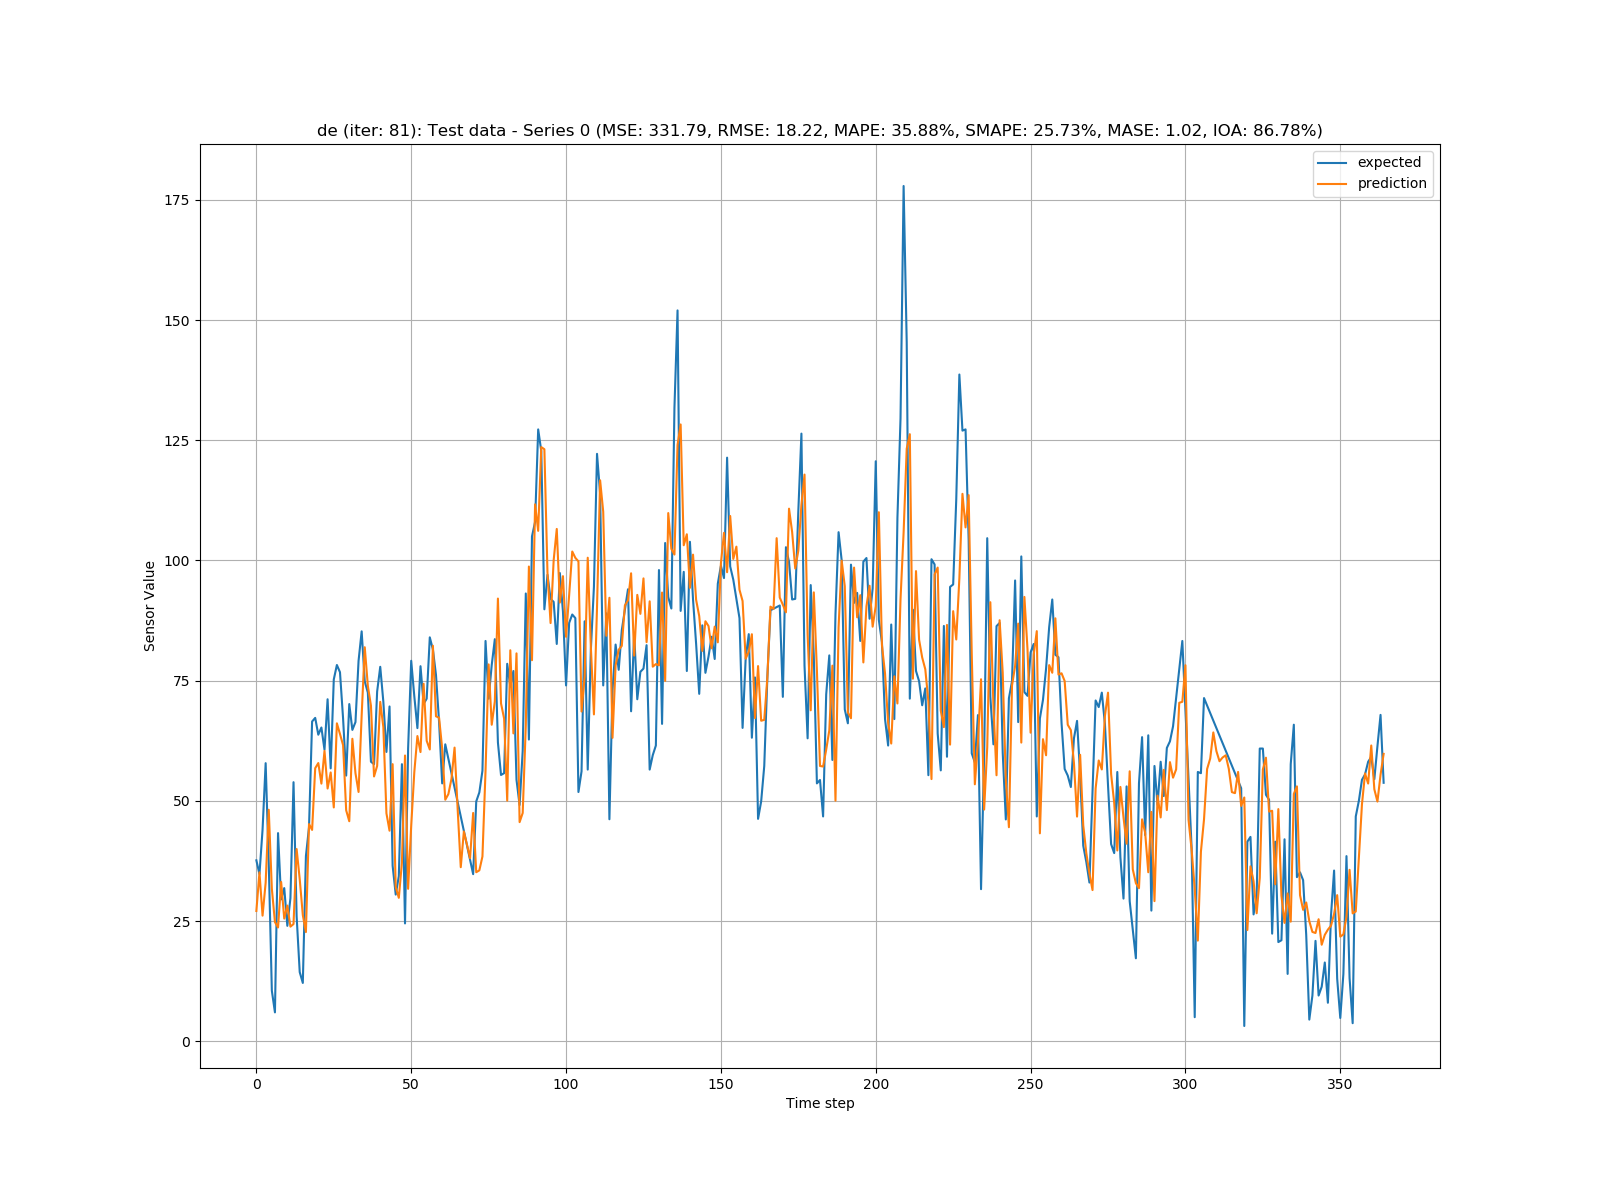 de (iter: 81): Test data - Series 0 (MSE: 331.79, RMSE: 18.22, MAPE: 35.88%, SMAPE: 25.73%, MASE: 1.02, IOA: 86.78%)
expected
prediction
175
150
125
100
75
50
25
0
Sensor Value
0 50 100 150 200 250 300 350
Time step